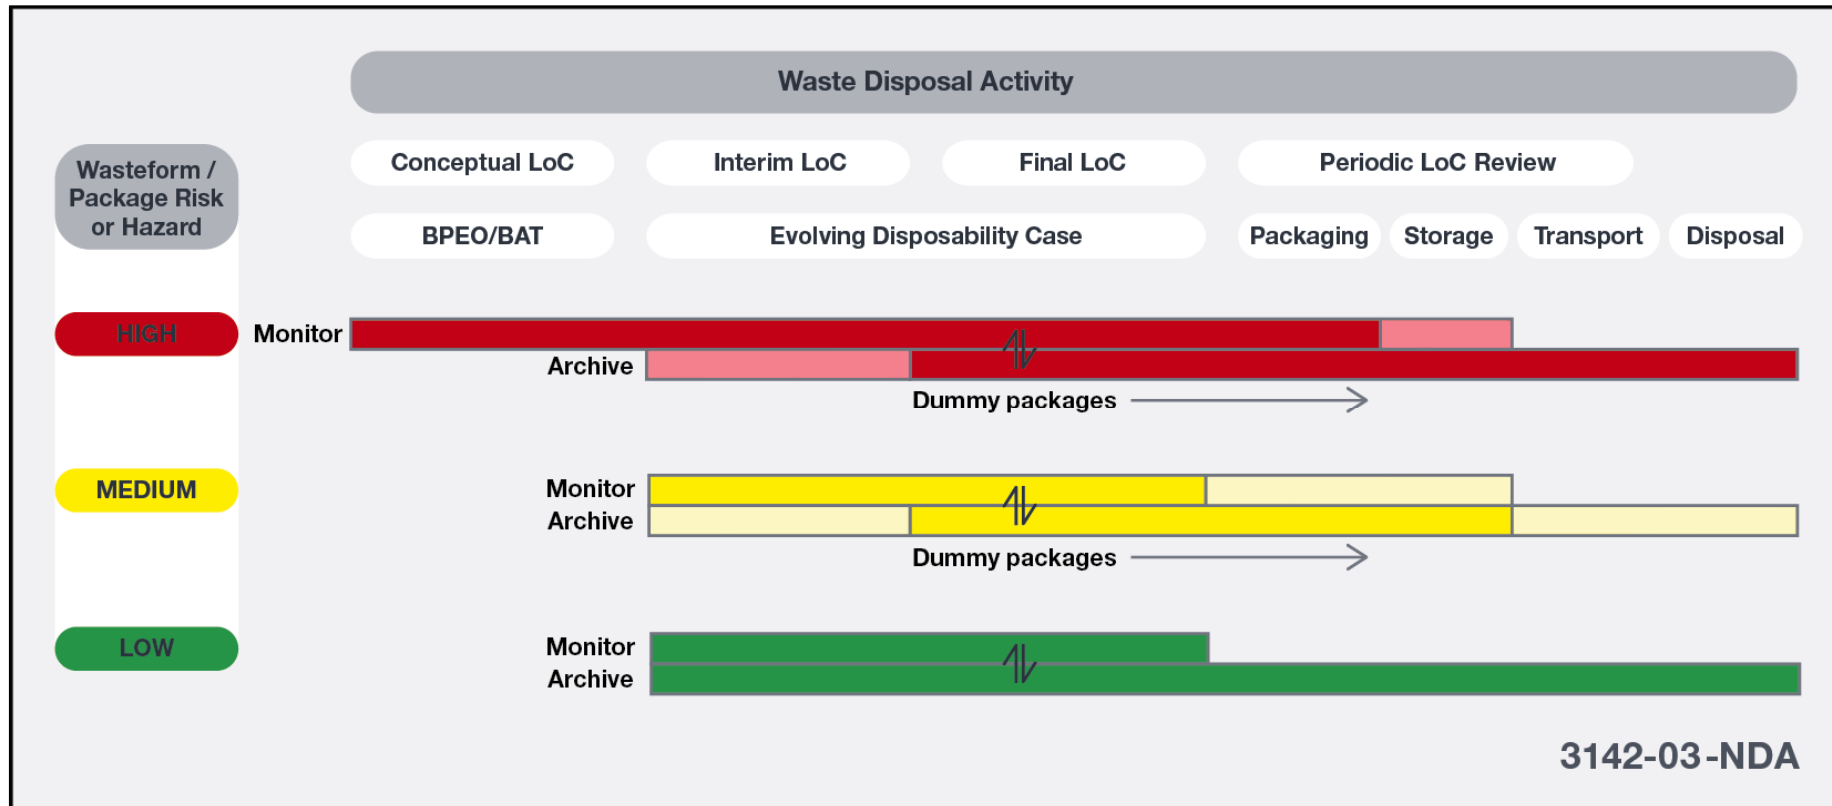 Waste Disposal Activity
Wasteform /
Package Risk
or Hazard
Conceptual LoC
Interim LoC
Final LoC
Periodic LoC Review
BPEO/BAT
Evolving Disposability Case
Packaging
Storage
Transport
Disposal
HIGH
Monitor
Archive
Dummy packages
MEDIUM
Monitor
Archive
Dummy packages
LOW
Monitor
Archive
3142-03-NDA